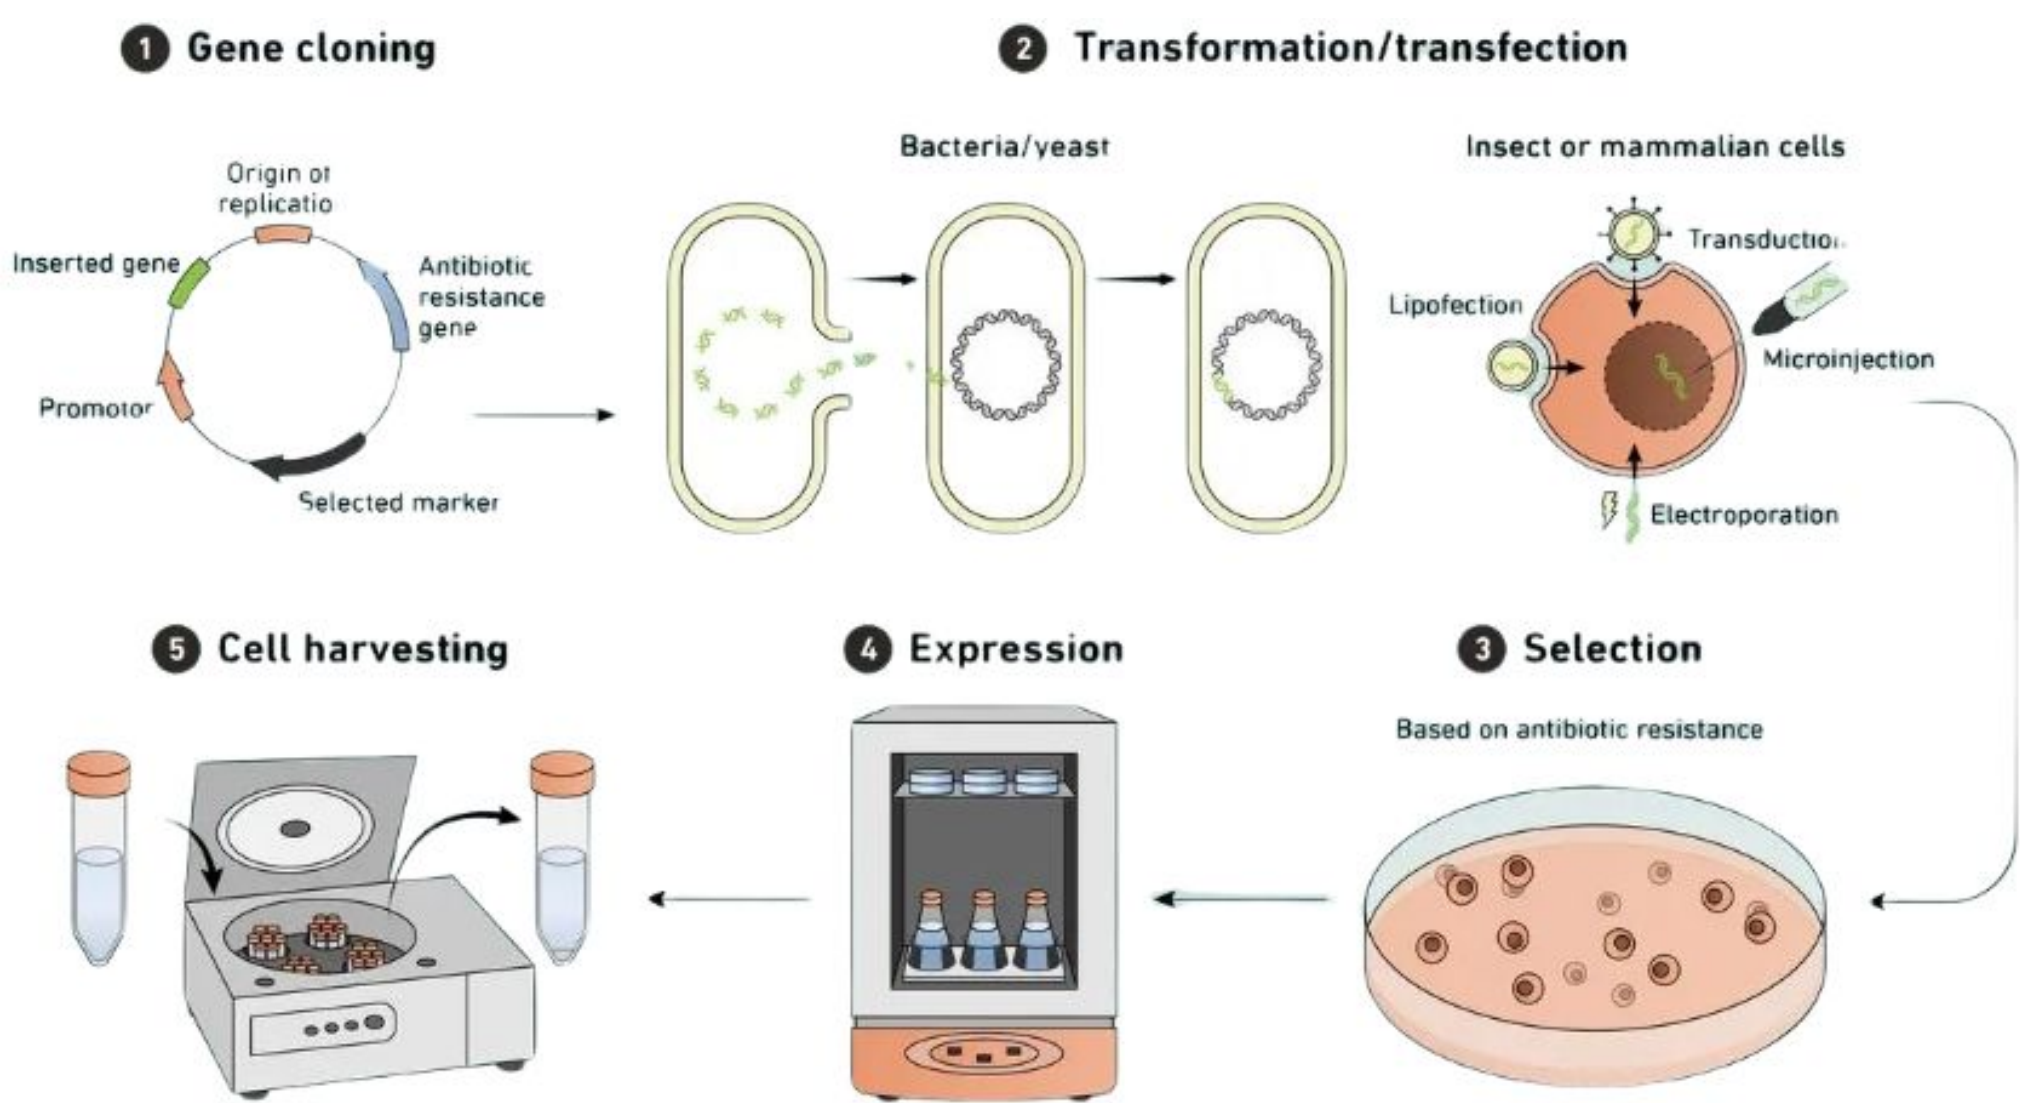 1 Gene cloning
2 Transformation/transfection
Origin of
replicatio
Inserted gene
Antibiotic
resistance
gene
Promotor
Selected marker
Bacteria/yeast
Insect or mammalian cells
Transduction
Lipofection
Microinjection
Electroporation
5 Cell harvesting
4 Expression
3 Selection
Based on antibiotic resistance